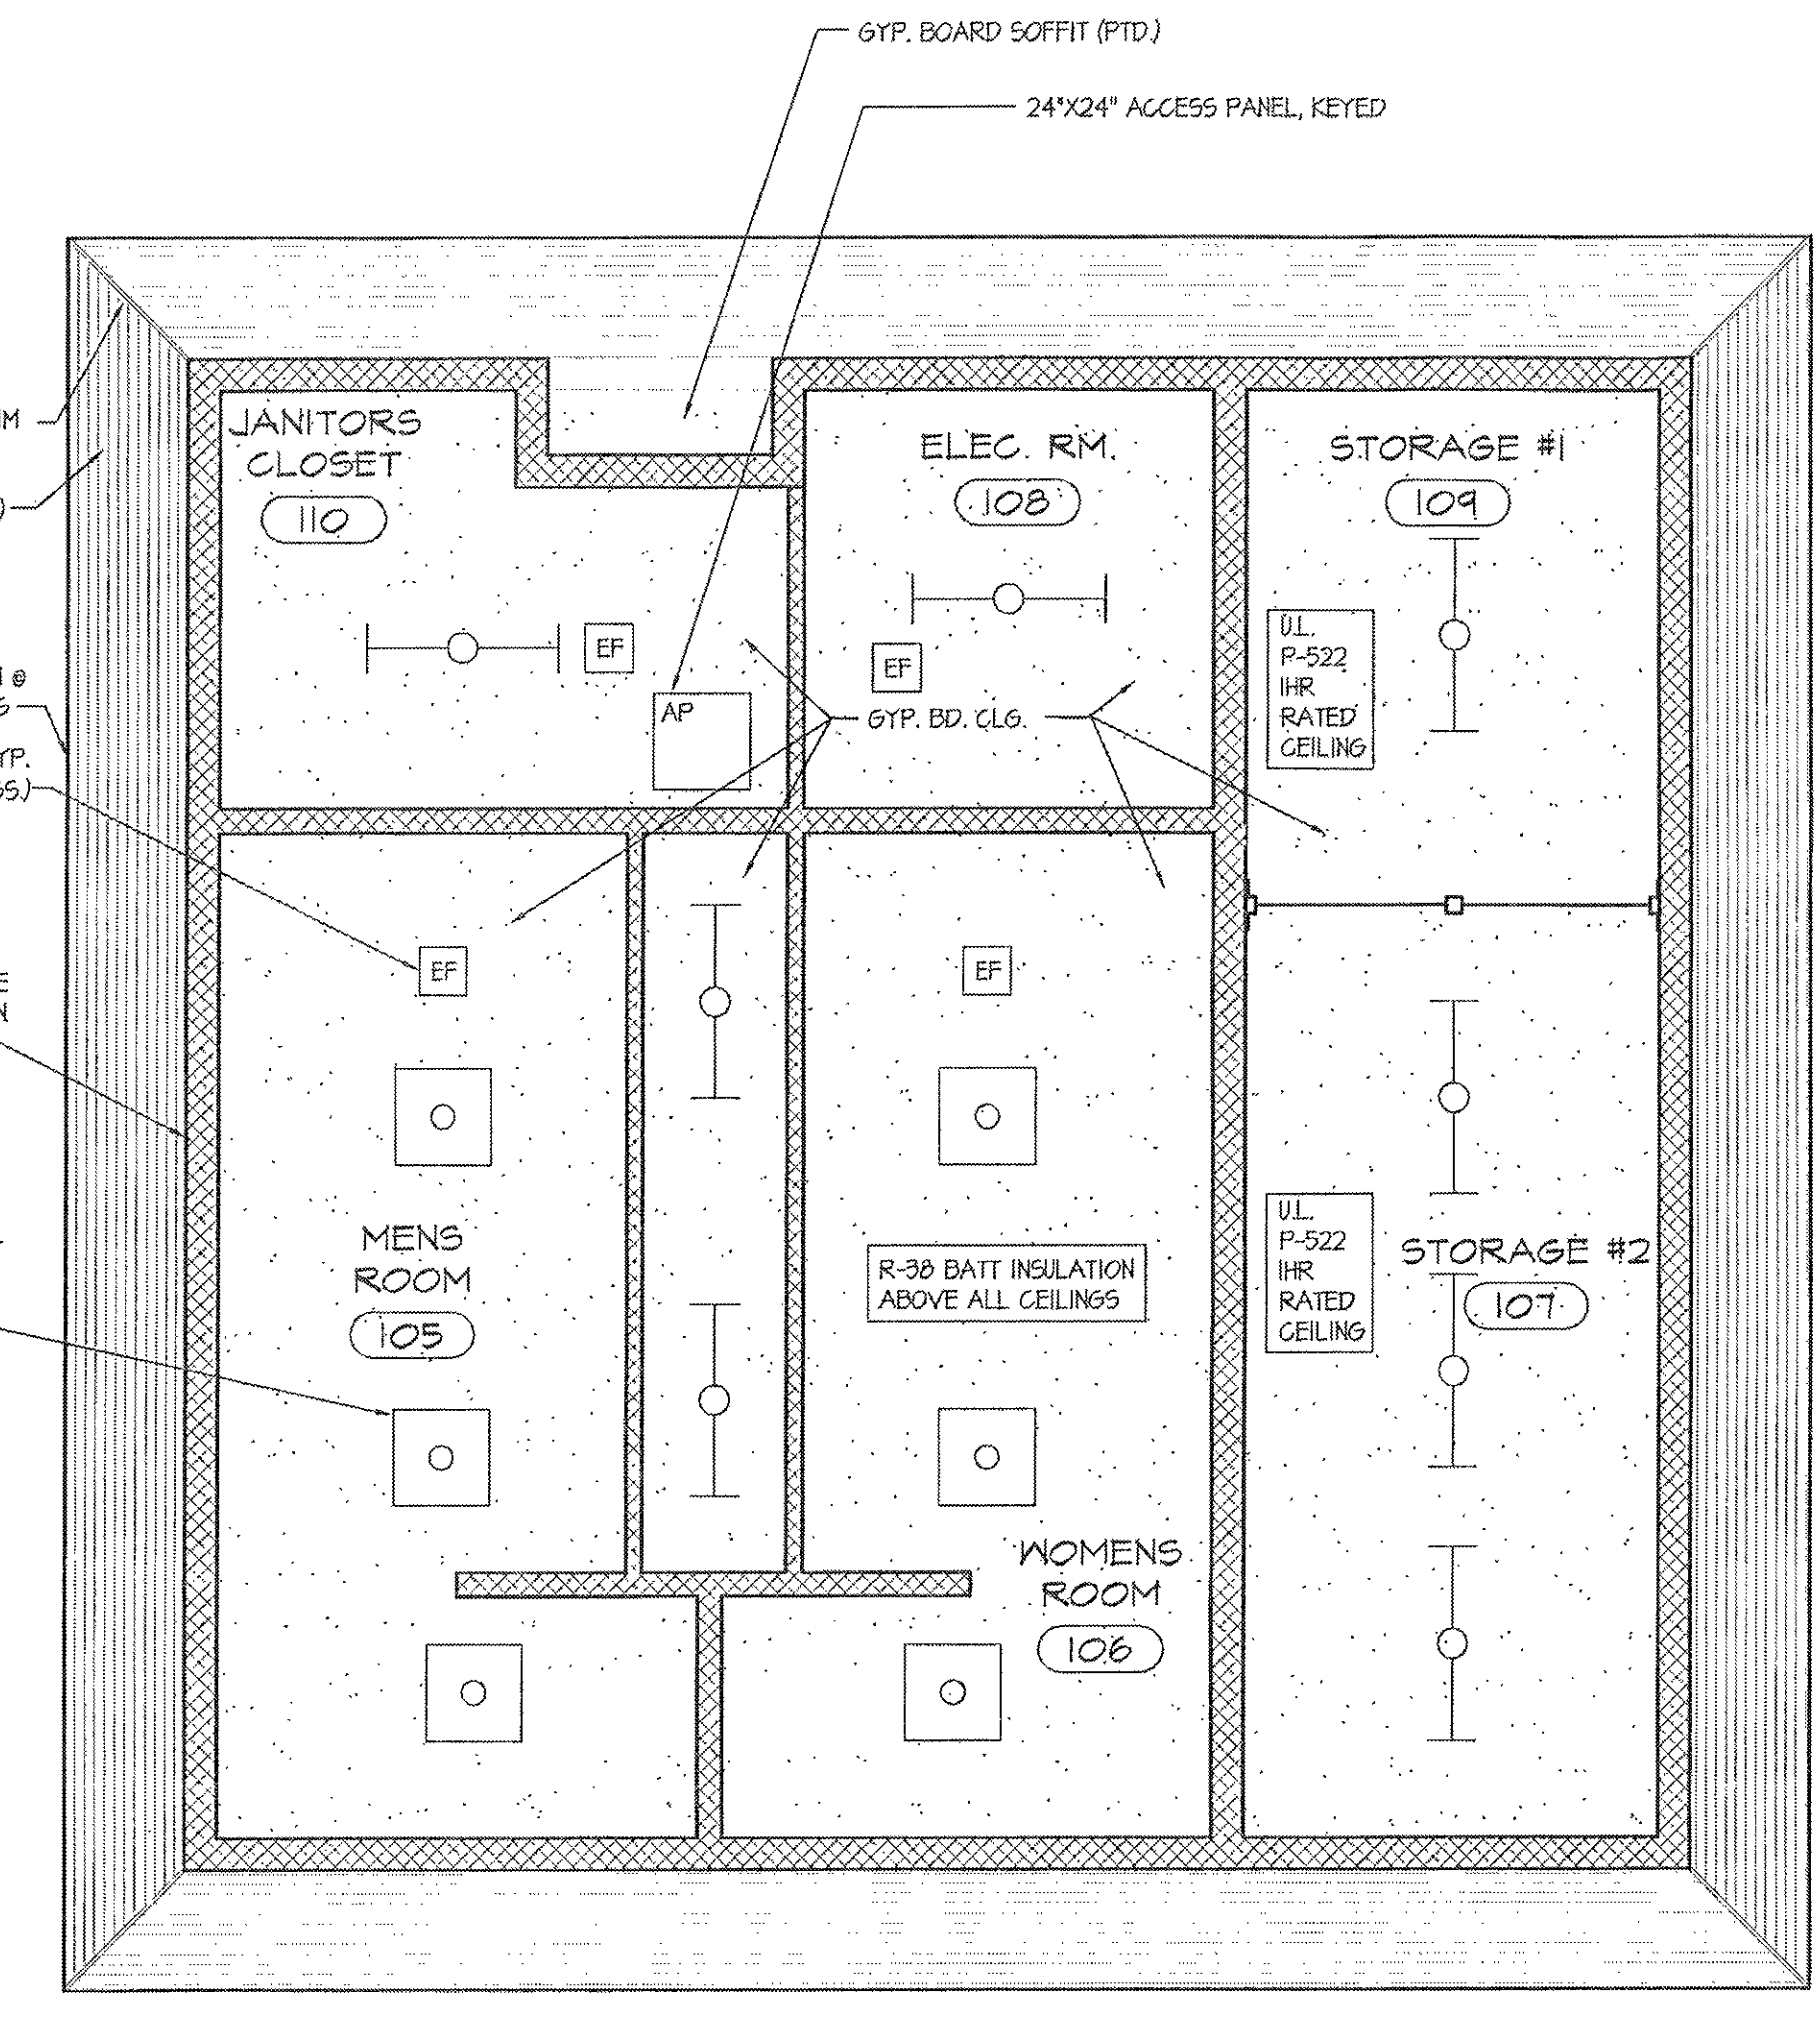 GYP. BOARD SOFFIT (PTD.)
24"X24" ACCESS PANEL, KEYED
JANITORS
CLOSET
110
ELEC. RM.
108
STORAGE #1
109
EF
EF
AP
GYP. BD. CLG.
U.L.
P-522
1HR
RATED
CEILING
EF
EF
MENS
ROOM
105
R-38 BATT INSULATION
ABOVE ALL CEILINGS
U.L.
P-522
1HR
RATED
CEILING
STORAGE #2
107
WOMENS
ROOM
106